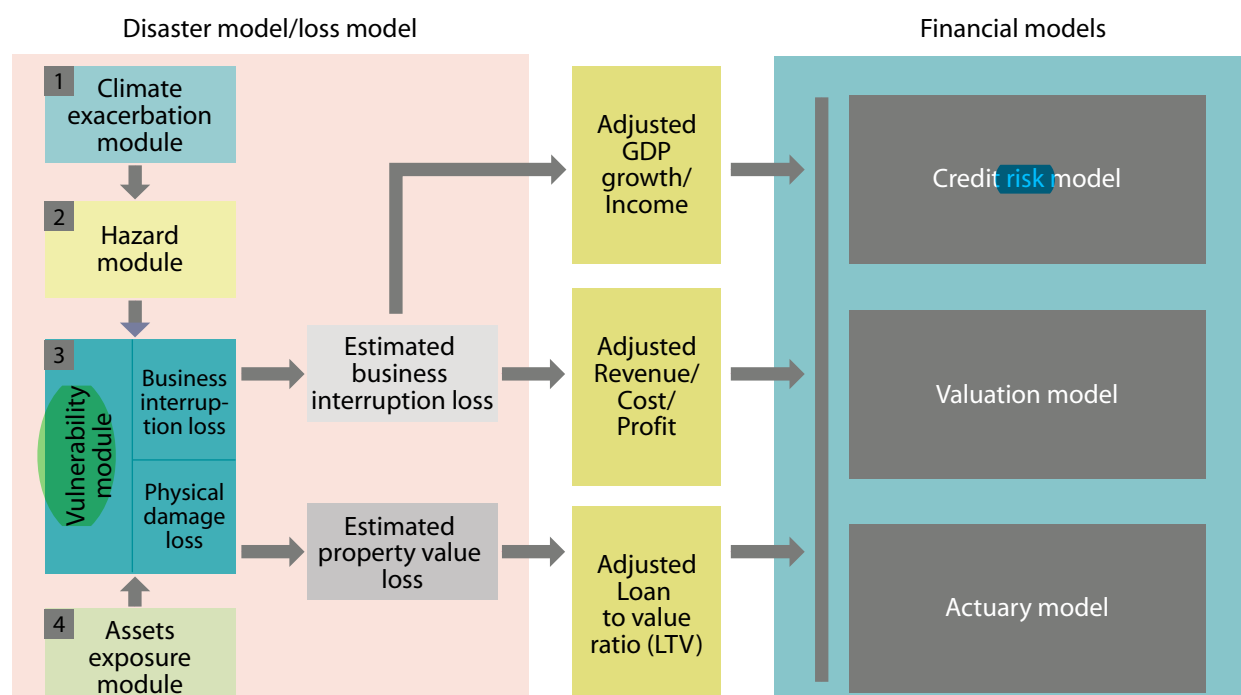 Disaster model/loss model
Financial models
1
Climate
exacerbation
module
2
Hazard
module
3
Vulnerability
module
Business
interrup-
tion loss
Physical
damage
loss
4
Assets
exposure
module
Estimated
business
interruption loss
Estimated
property value
loss
Adjusted
GDP
growth/
Income
Adjusted
Revenue/
Cost/
Profit
Adjusted
Loan
to value
ratio (LTV)
Credit risk model
Valuation model
Actuary model